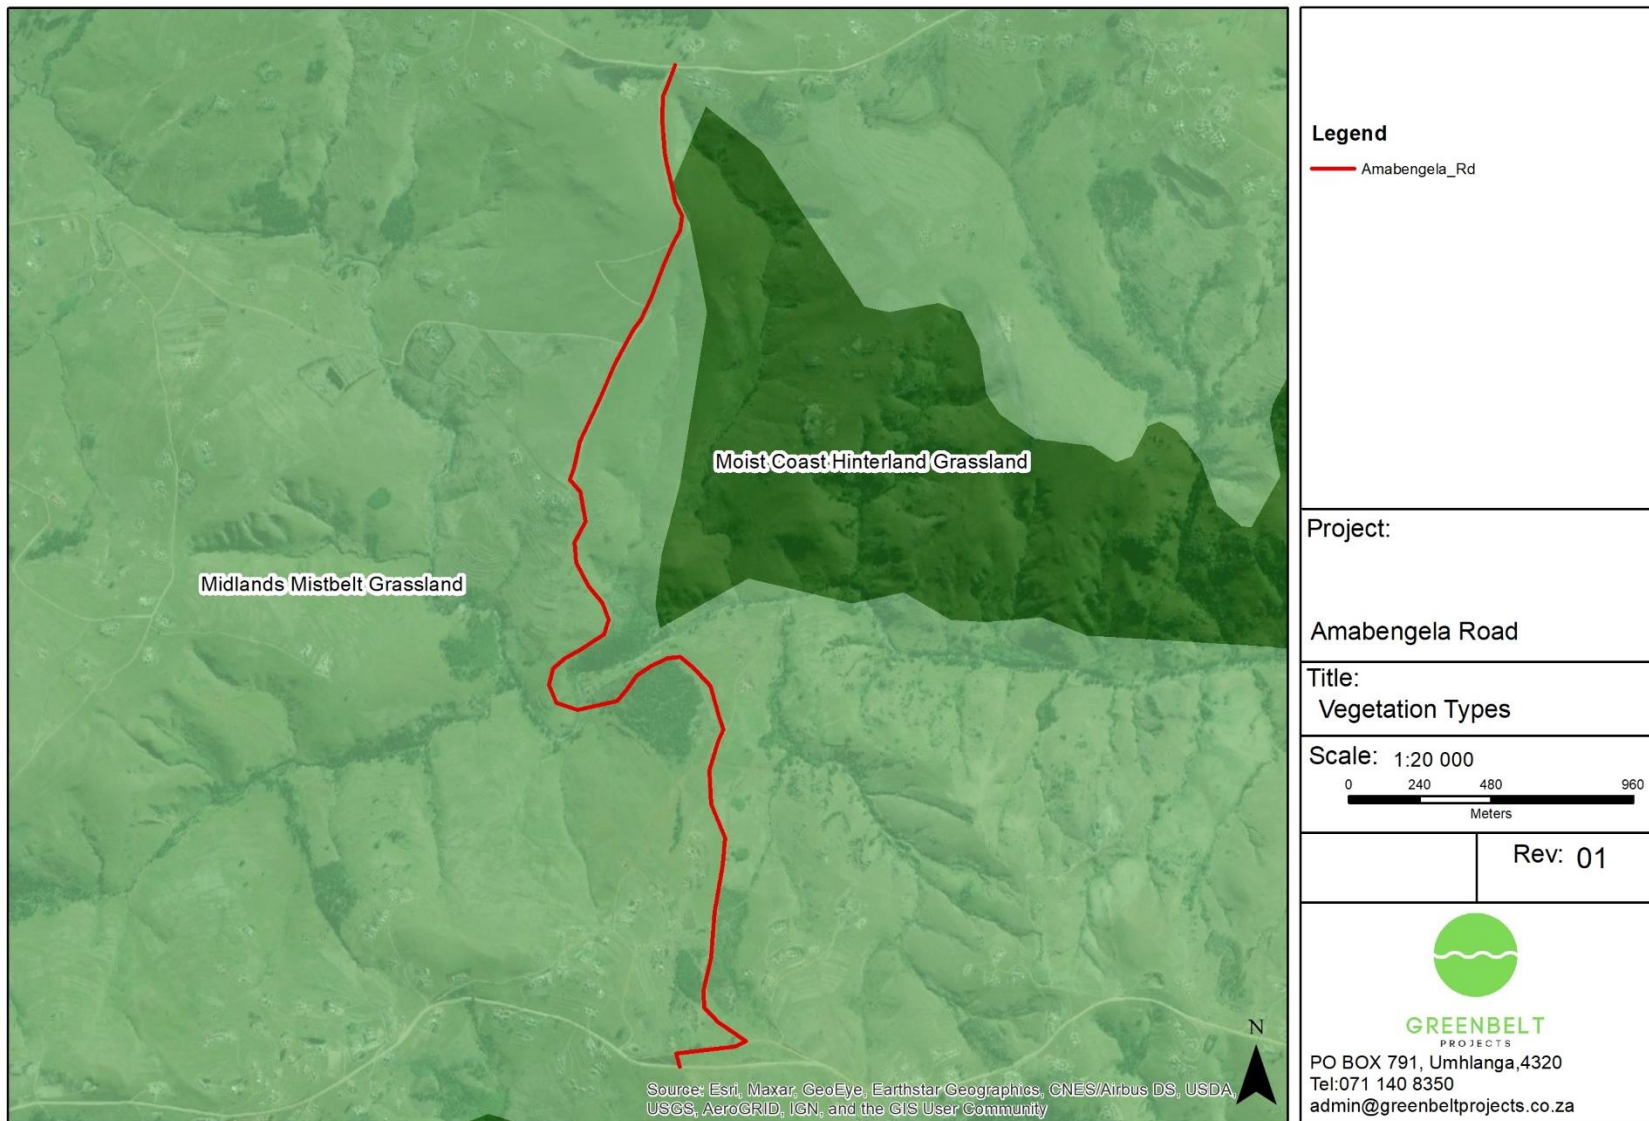 Moist Coast Hinterland Grassland
Midlands Mistbelt Grassland
N
Source: Esri, Maxar, GeoEye, Earthstar Geographics, CNES/Airbus DS, USDA,
USGS, AeroGRID, IGN, and the GIS User Community
Legend
Amabengela_Rd
Project:
Amabengela Road
Title:
Vegetation Types
Scale: 1:20 000
0 240 480 960
Meters
Rev: 01
GREENBELT
PROJECTS
PO BOX 791, Umhlanga,4320
Tel:071 140 8350
admin@greenbeltprojects.co.za